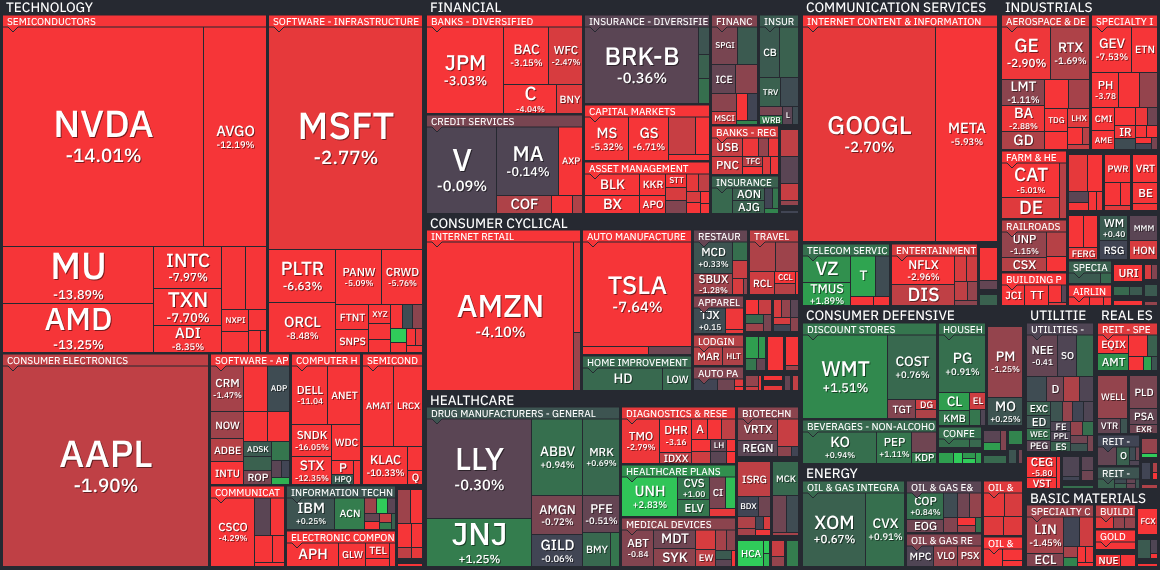 TECHNOLOGY
SEMICONDUCTORS
NVDA
-14.01%
AVGO
-12.19%
MU
-13.89%
AMD
-13.25%
INTC
-7.97%
TXN
-7.70%
ADI
-8.35%
NXPI
SOFTWARE - INFRASTRUCTURE
MSFT
-2.77%
PLTR
-6.63%
PANW
-5.09%
CRWD
-5.76%
ORCL
-8.48%
FTNT
XYZ
SNPS
CONSUMER ELECTRONICS
AAPL
-1.90%
SOFTWARE - AP
CRM
-1.47%
ADP
NOW
ADBE
ADSK
INTU
ROP
COMPUTER H
DELL
-11.04
ANET
SNDK
-16.05%
WDC
STX
-12.35%
P
HPQ
SEMICOND
AMAT
LRCX
KLAC
-10.33%
Q
COMMUNICAT
CSCO
-4.29%
INFORMATION TECHN
IBM
+0.25%
ACN
ELECTRONIC COMPON
APH
GLW
TEL
FINANCIAL
BANKS - DIVERSIFIED
JPM
-3.03%
BAC
-3.15%
WFC
-2.47%
C
-4.04%
BNY
CREDIT SERVICES
V
-0.09%
MA
-0.14%
AXP
COF
INSURANCE - DIVERSIFIE
BRK-B
-0.36%
CAPITAL MARKETS
MS
-5.32%
GS
-6.71%
ASSET MANAGEMENT
BLK
KKR
STT
BX
APO
FINANC
SPGI
ICE
MSCI
INSUR
CB
TRV
WRB
L
BANKS - REG
USB
PNC
TFC
INSURANCE
AON
AJG
CONSUMER CYCLICAL
INTERNET RETAIL
AMZN
-4.10%
AUTO MANUFACTURE
TSLA
-7.64%
HOME IMPROVEMENT
HD
LOW
RESTAUR
MCD
+0.33%
SBUX
-1.28%
TRAVEL
RCL
CCL
APPAREL
TJX
+0.15
LODGIN
MAR
HLT
AUTO PA
HEALTHCARE
DRUG MANUFACTURERS - GENERAL
LLY
-0.30%
JNJ
+1.25%
ABBV
+0.94%
MRK
+0.69%
AMGN
-0.72%
PFE
-0.51%
GILD
-0.06%
BMY
DIAGNOSTICS & RESE
TMO
-2.79%
DHR
-3.16
A
LH
IDXX
HEALTHCARE PLANS
UNH
+2.83%
CVS
+1.00
CI
ELV
MEDICAL DEVICES
ABT
-0.84
MDT
SYK
EW
BIOTECHN
VRTX
REGN
ISRG
MCK
BDX
HCA
COMMUNICATION SERVICES
INTERNET CONTENT & INFORMATION
GOOGL
-2.70%
META
-5.93%
TELECOM SERVIC
VZ
T
TMUS
+1.89%
ENTERTAINMENT
NFLX
-2.96%
DIS
CONSUMER DEFENSIVE
DISCOUNT STORES
WMT
+1.51%
COST
+0.76%
TGT
DG
HOUSEH
PG
+0.91%
CL
EL
KMB
PM
-1.25%
MO
+0.25%
BEVERAGES - NON-ALCOHO
KO
+0.94%
PEP
+1.11%
KDP
CONFE
ENERGY
OIL & GAS INTEGRA
XOM
+0.67%
CVX
+0.91%
OIL & GAS E&
COP
+0.84%
EOG
OIL & GAS RE
MPC
VLO
PSX
OIL &
OIL &
INDUSTRIALS
AEROSPACE & DE
GE
-2.90%
RTX
-1.69%
LMT
-1.11%
BA
-2.88%
TDG
LHX
GD
SPECIALTY I
GEV
-7.53%
ETN
PH
-3.78
CMI
IR
AME
FARM & HE
CAT
-5.01%
DE
PWR
VRT
BE
RAILROADS
UNP
-1.15%
CSX
FERG
WM
+0.40
MMM
RSG
HON
BUILDING P
JCI
TT
SPECIA
URI
AIRLIN
UTILITIE
UTILITIES -
NEE
-0.41
SO
D
EXC
ED
FE
WEC
PPL
PEG
ES
CEG
-5.80
VST
REAL ES
REIT - SPE
EQIX
AMT
WELL
PLD
PSA
VTR
EXR
REIT -
O
REIT -
BASIC MATERIALS
SPECIALTY C
LIN
-1.45%
ECL
BUILDI
GOLD
NUE
FCX